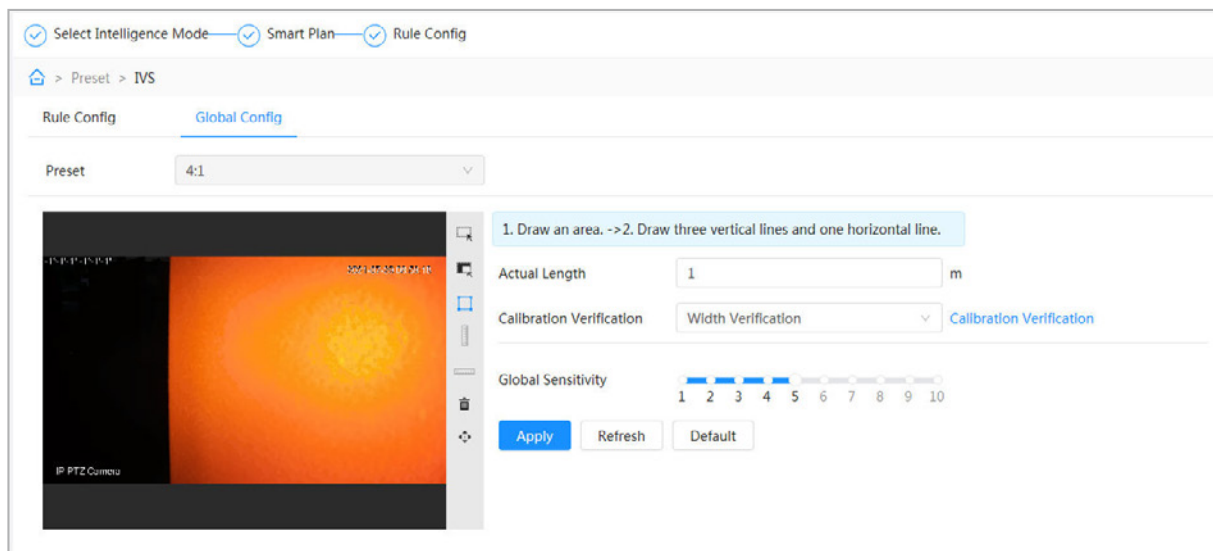 Select Intelligence Mode Smart Plan Rule Config
> Preset > IVS
Rule Config Global Config
Preset 4:1
1. Draw an area. ->2. Draw three vertical lines and one horizontal line.
Actual Length 1 m
Calibration Verification Width Verification Calibration Verification
Global Sensitivity
1 2 3 4 5 6 7 8 9 10
Apply Refresh Default
IP PTZ Camera